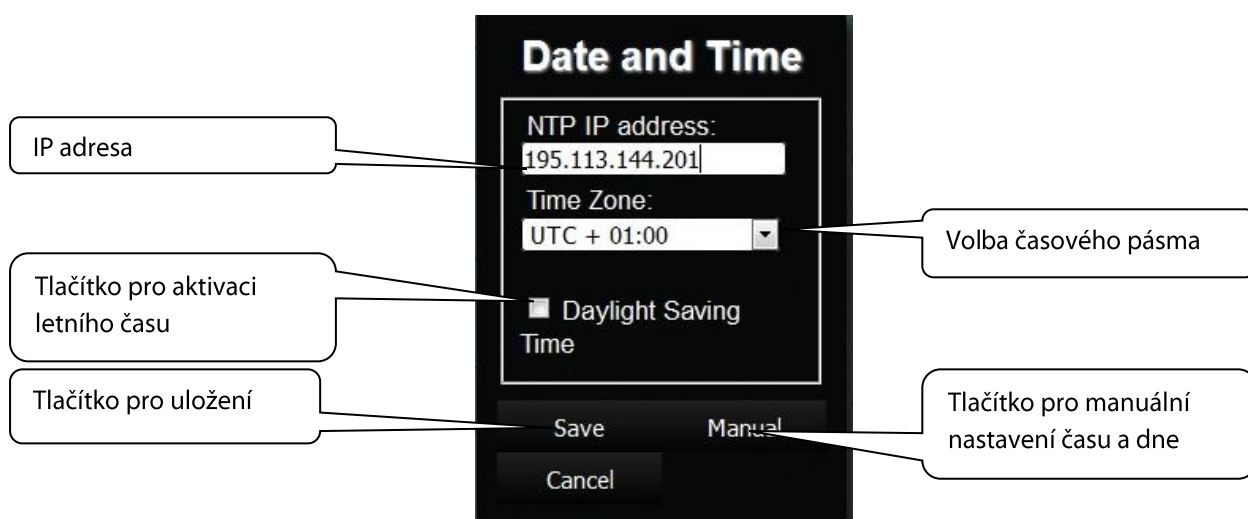 Date and Time
IP adresa
NTP IP address:
195.113.144.201
Time Zone:
UTC + 01:00
Volba časového pásma
Tlačítko pro aktivaci
letního času
Daylight Saving
Time
Tlačítko pro uložení
Save
Manual
Tlačítko pro manuální
nastavení času a dne
Cancel